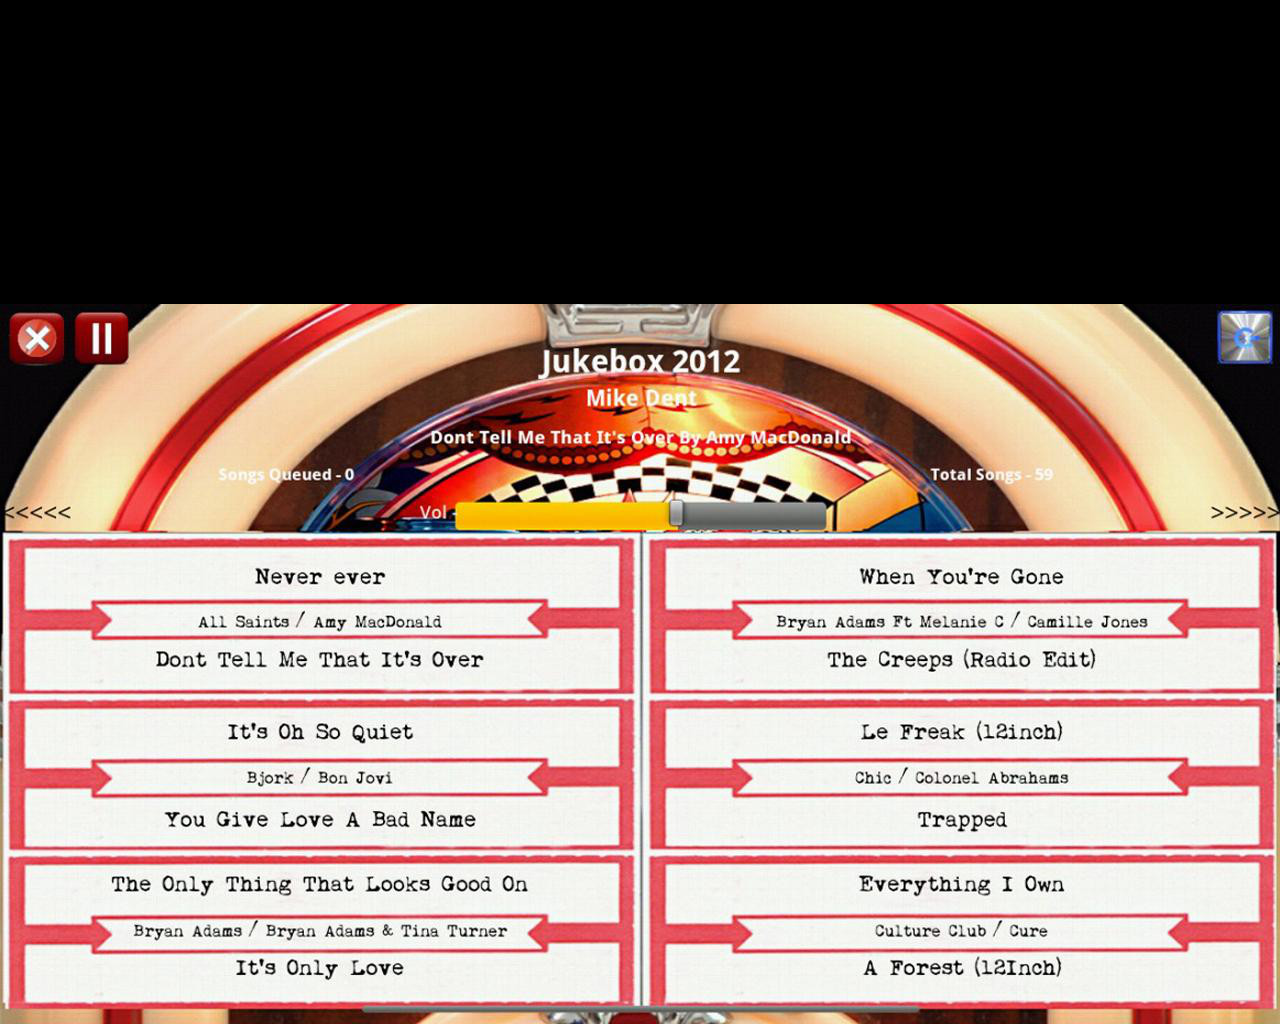 Jukebox 2012
Mike Dent
Dont Tell Me That It's Over By Amy MacDonald
Songs Queued - 0
Total Songs - 59
<<<<<
Vol -
>>>>>
Never ever
All Saints / Amy MacDonald
Dont Tell Me That It's Over
When You're Gone
Bryan Adams Ft Melanie C / Camille Jones
The Creeps (Radio Edit)
It's Oh So Quiet
Bjork / Bon Jovi
You Give Love A Bad Name
Le Freak (12inch)
Chic / Colonel Abrahams
Trapped
The Only Thing That Looks Good On
Bryan Adams / Bryan Adams & Tina Turner
It's Only Love
Everything I Own
Culture Club / Cure
A Forest (12Inch)